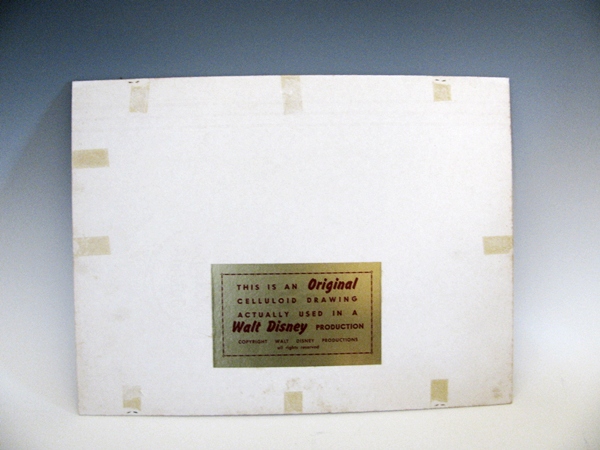 THIS IS AN Original
CELLULOID DRAWING
ACTUALLY USED IN A
Walt Disney PRODUCTION
COPYRIGHT WALT DISNEY PRODUCTIONS
all rights reserved